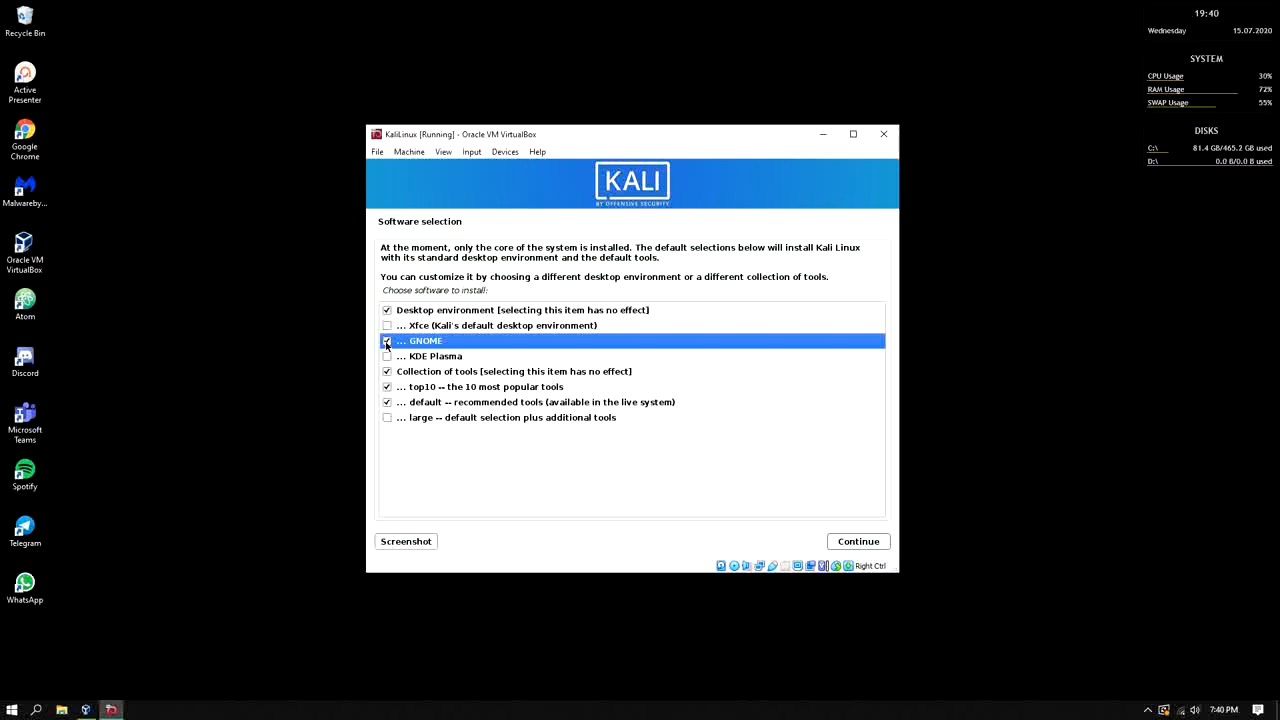 Recycle Bin
Active
Presenter
Google
Chrome
Malwareby...
Oracle VM
VirtualBox
Atom
Discord
Microsoft
Teams
Spotify
Telegram
WhatsApp
KaliLinux [Running] - Oracle VM VirtualBox
File Machine View Input Devices Help
KALI
BY OFFENSIVE SECURITY
Software selection
At the moment, only the core of the system is installed. The default selections below will install Kali Linux
with its standard desktop environment and the default tools.
You can customize it by choosing a different desktop environment or a different collection of tools.
Choose software to install:
Desktop environment [selecting this item has no effect]
... Xfce (Kali's default desktop environment)
... GNOME
... KDE Plasma
Collection of tools [selecting this item has no effect]
... top10 -- the 10 most popular tools
... default -- recommended tools (available in the live system)
... large -- default selection plus additional tools
Screenshot Continue
Right Ctrl
19:40
Wednesday 15.07.2020
SYSTEM
CPU Usage 30%
RAM Usage 72%
SWAP Usage 55%
DISKS
C:\ 81.4 GB/465.2 GB used
D:\ 0.0 B/0.0 B used
7:40 PM